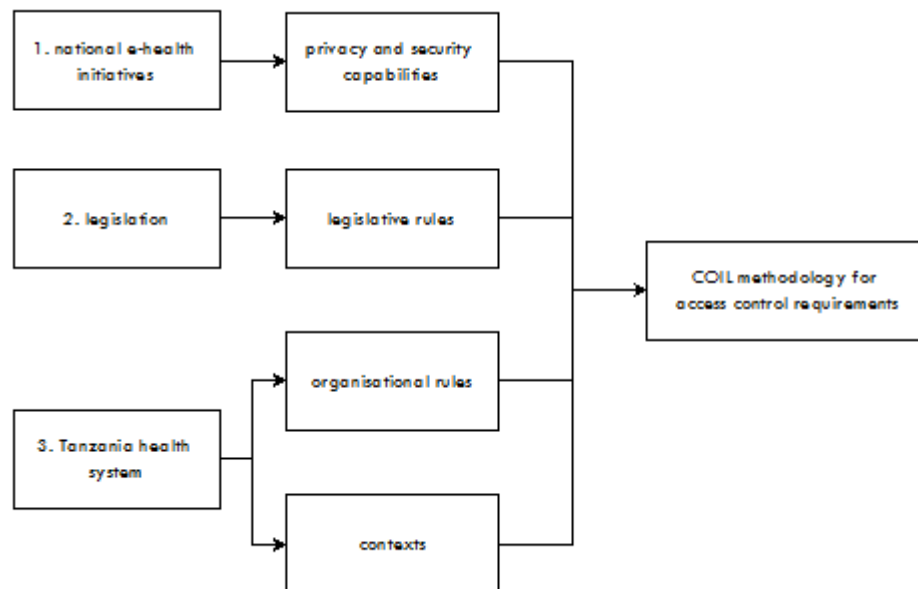 1. national e-health
initiatives
privacy and security
capabilities
2. legislation
legislative rules
COIL methodology for
access control requirements
organisational rules
3. Tanzania health
system
contexts